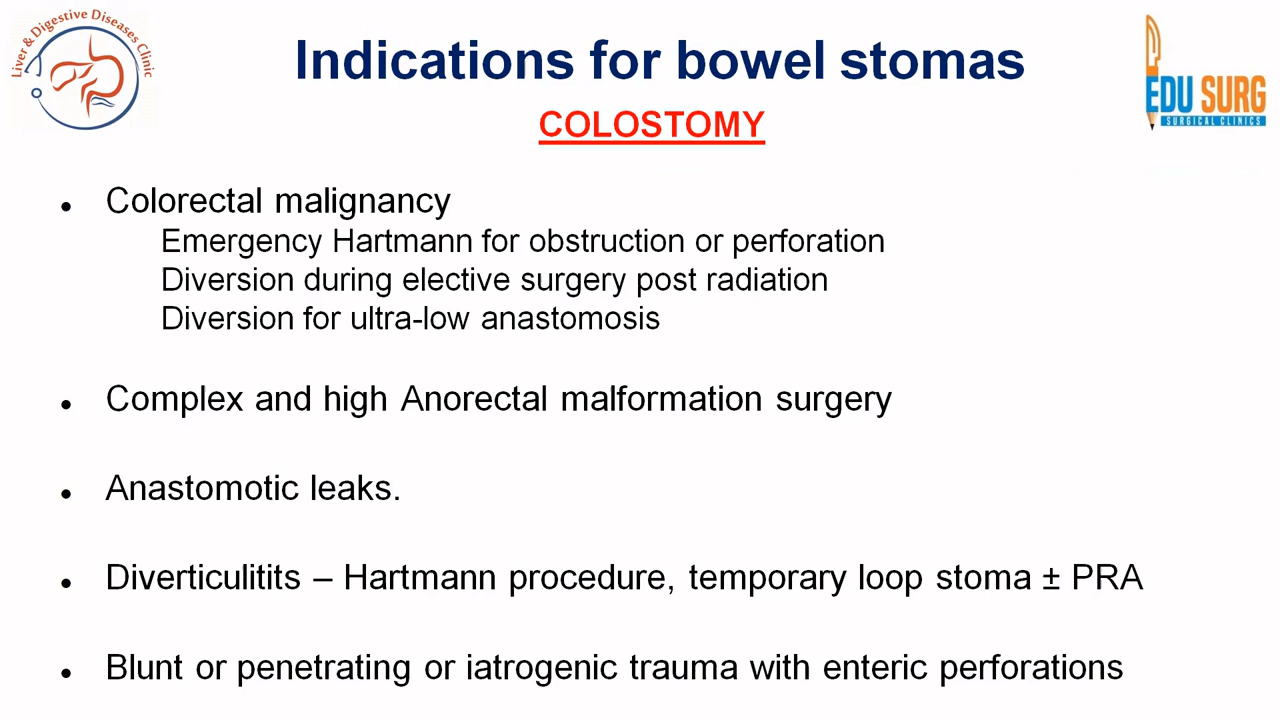 Liver & Digestive Diseases Clinic
Indications for bowel stomas
EDU SURG
SURGICAL CLINICS
COLOSTOMY
● Colorectal malignancy
Emergency Hartmann for obstruction or perforation
Diversion during elective surgery post radiation
Diversion for ultra-low anastomosis
● Complex and high Anorectal malformation surgery
● Anastomotic leaks.
● Diverticulitits – Hartmann procedure, temporary loop stoma ± PRA
● Blunt or penetrating or iatrogenic trauma with enteric perforations